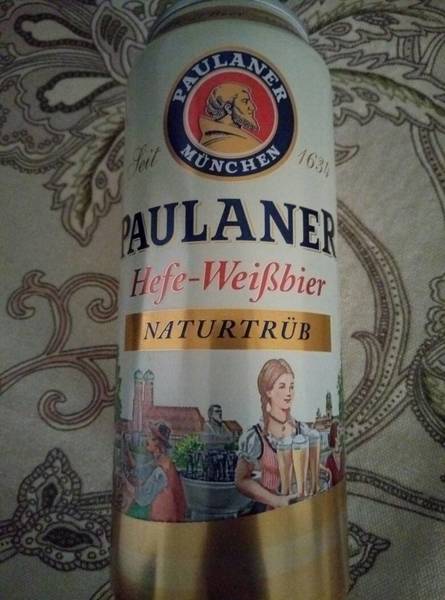 PAULANER
MÜNCHEN
Seit 1634
PAULANER
Hefe-Weißbier
NATURTRÜB